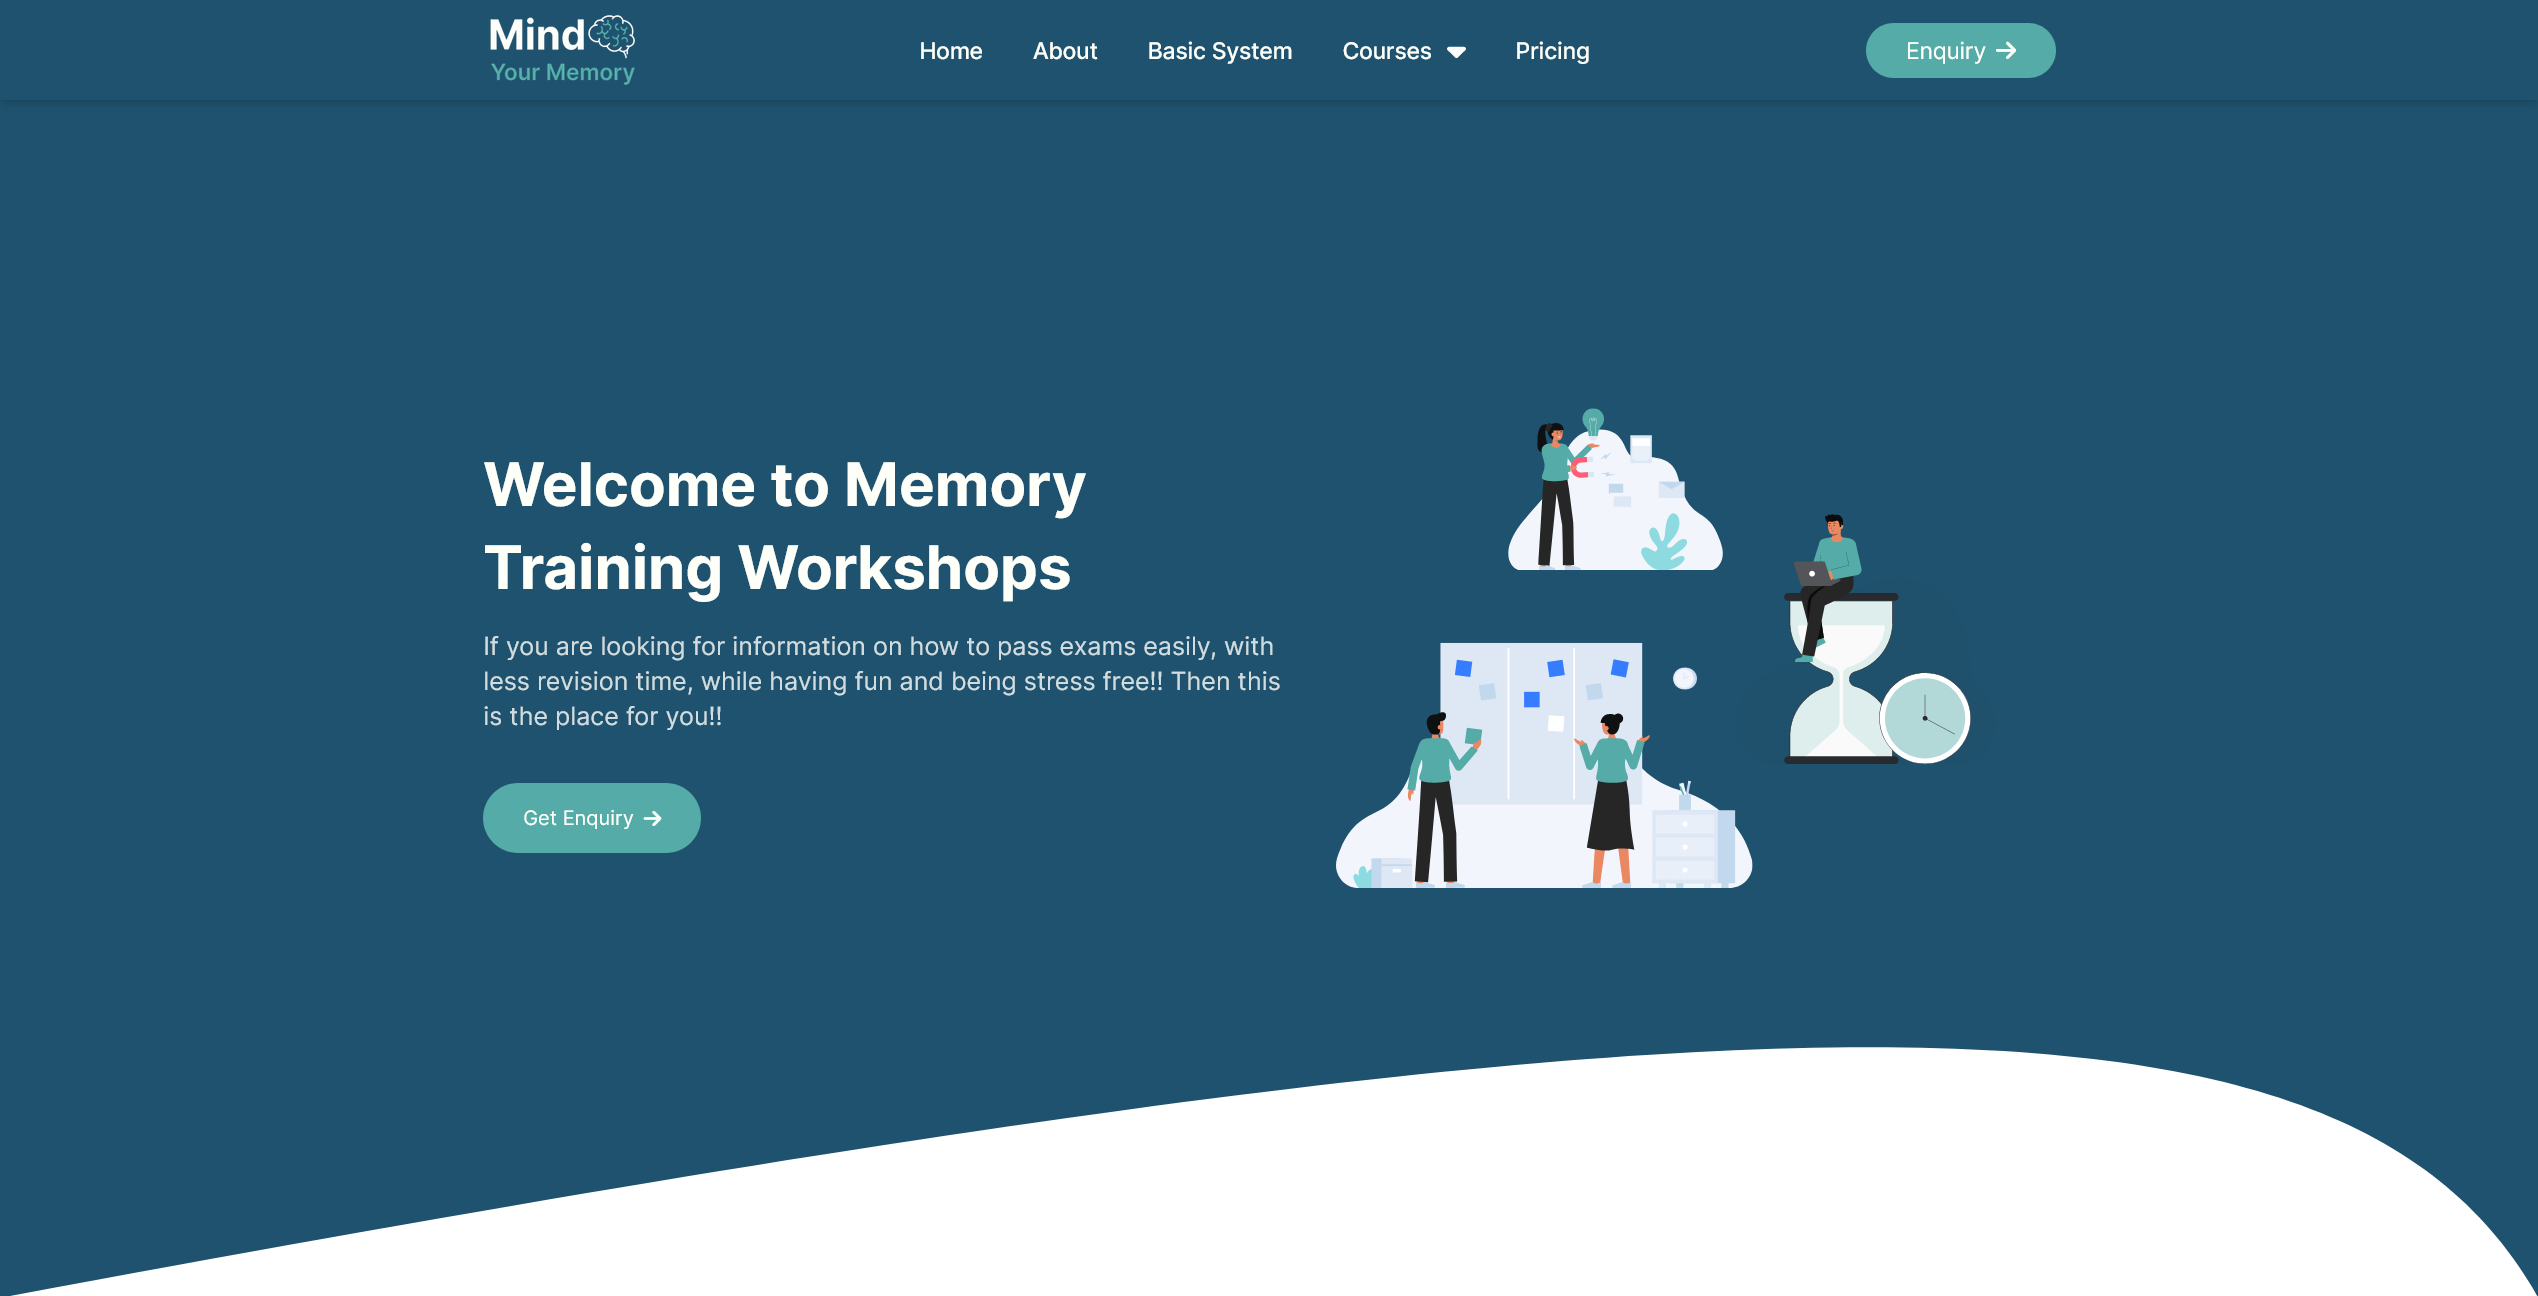 Mind
Your Memory
Home About Basic System Courses Pricing
Enquiry
Welcome to Memory
Training Workshops
If you are looking for information on how to pass exams easily, with
less revision time, while having fun and being stress free!! Then this
is the place for you!!
Get Enquiry